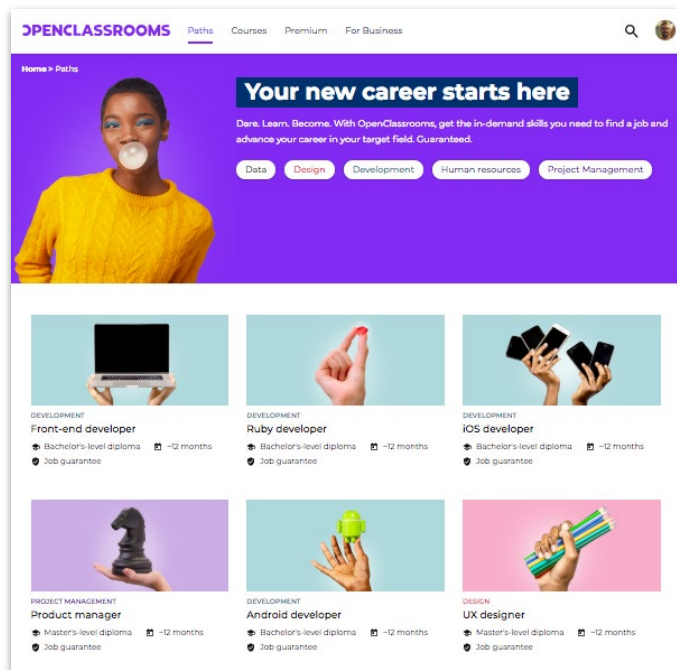 OPENCLASSROOMS
Paths
Courses
Premium
For Business
Home > Paths
Your new career starts here
Dare. Learn. Become. With OpenClassrooms, get the in-demand skills you need to find a job and
advance your career in your target field. Guaranteed.
Data
Design
Development
Human resources
Project Management
DEVELOPMENT
Front-end developer
Bachelor's-level diploma
~12 months
Job guarantee
DEVELOPMENT
Ruby developer
Bachelor's-level diploma
~12 months
Job guarantee
DEVELOPMENT
iOS developer
Bachelor's-level diploma
~12 months
Job guarantee
PROJECT MANAGEMENT
Product manager
Master's-level diploma
~12 months
Job guarantee
DEVELOPMENT
Android developer
Bachelor's-level diploma
~12 months
Job guarantee
DESIGN
UX designer
Master's-level diploma
~12 months
Job guarantee